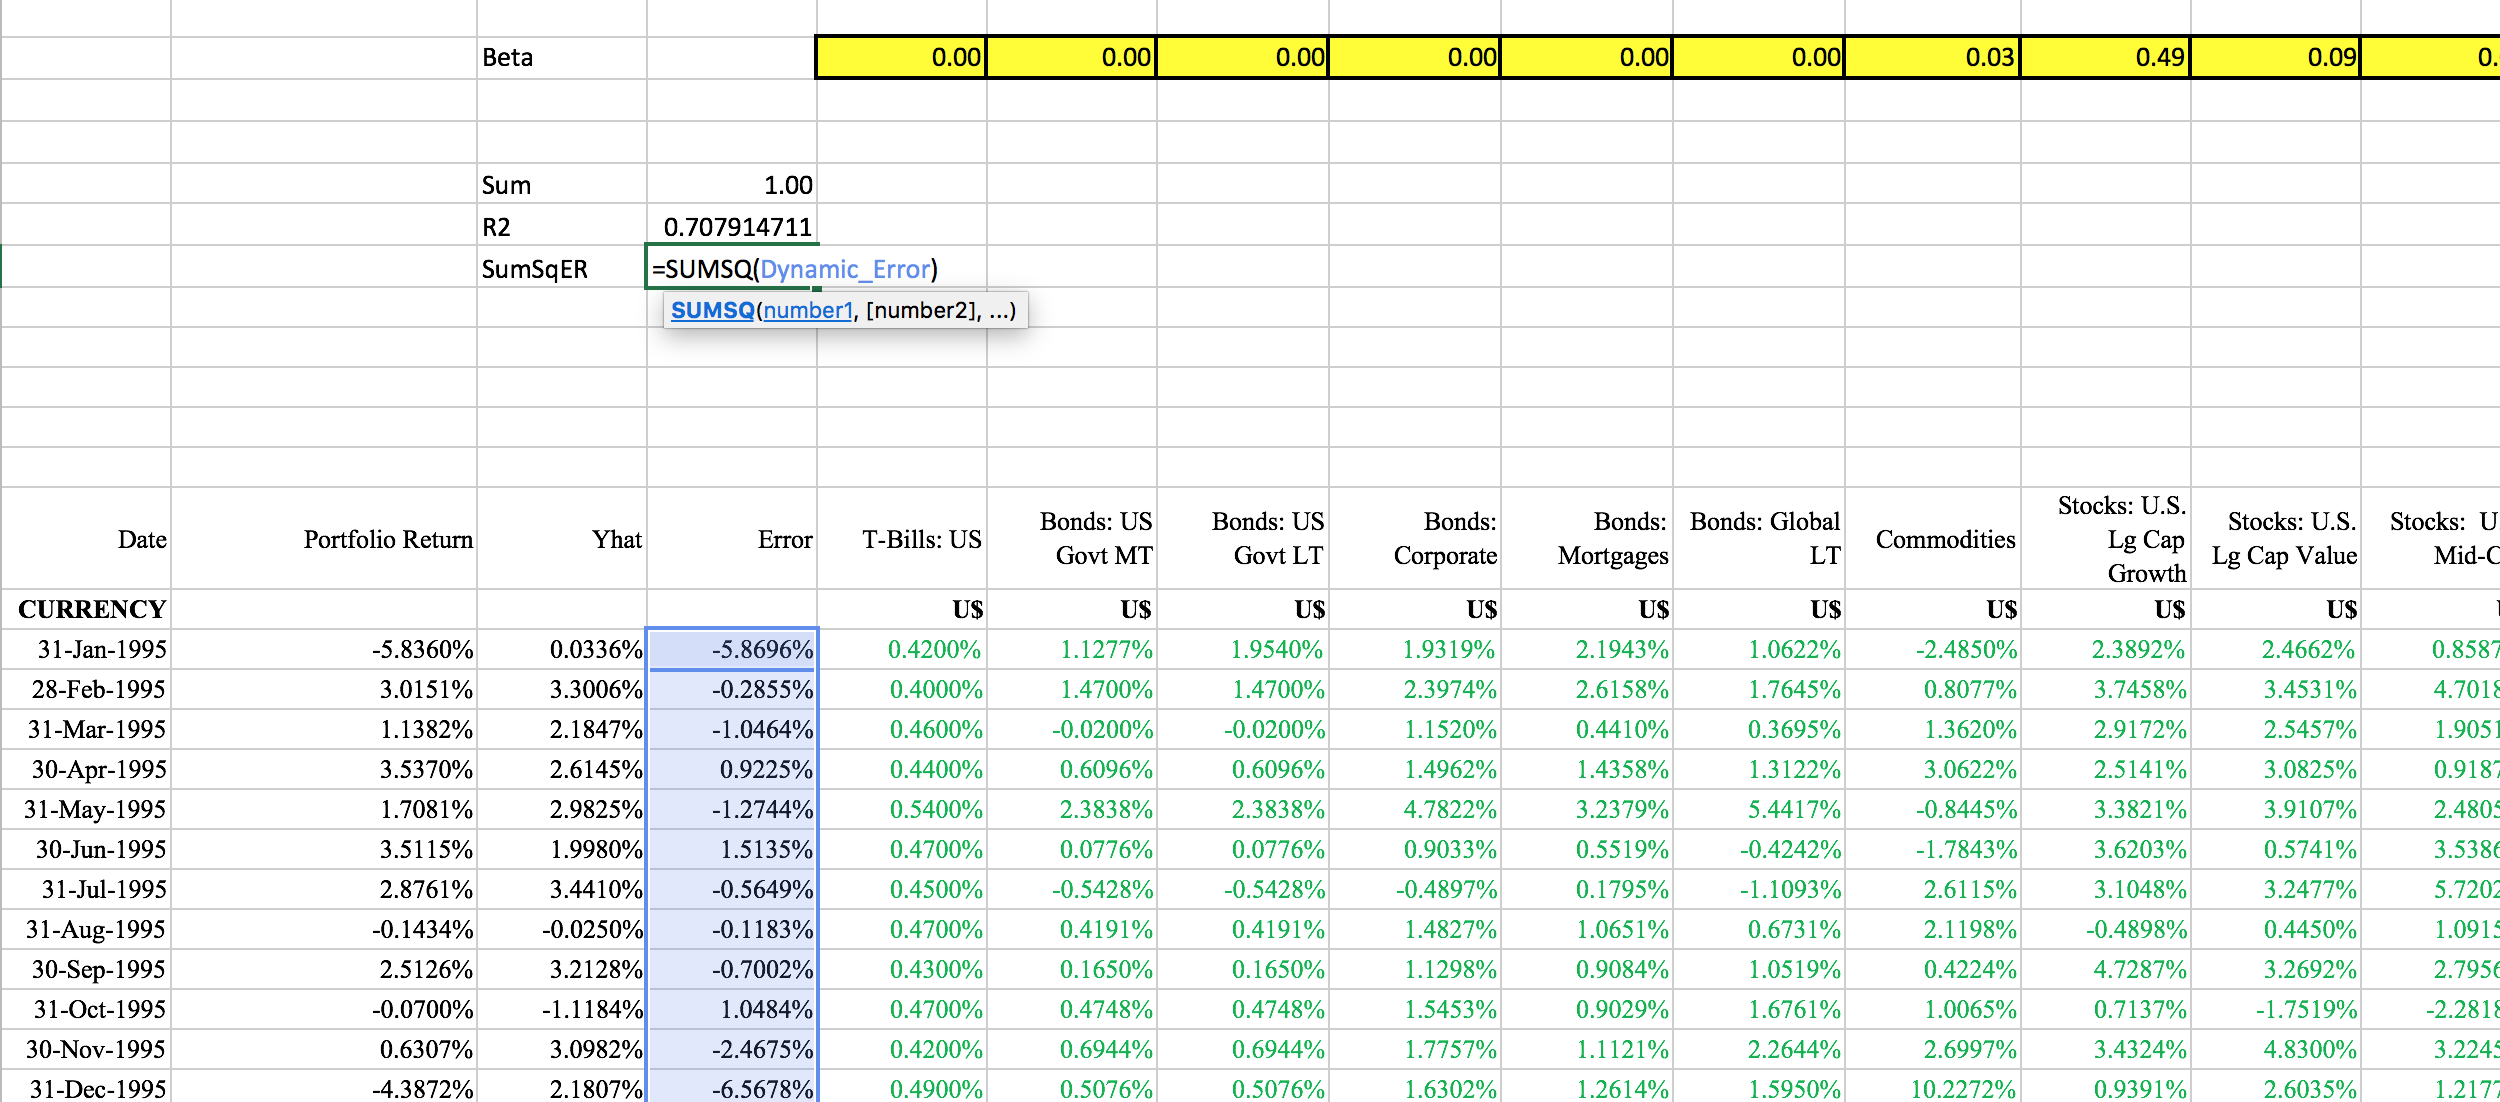 Beta 0.00 0.00 0.00 0.00 0.00 0.00 0.03 0.49 0.09 0.
Sum 1.00
R2 0.707914711
SumSqER =SUMSQ(Dynamic_Error)
SUMSQ(number1, [number2], ...)
Date Portfolio Return Yhat Error T-Bills: US Bonds: US Govt MT Bonds: US Govt LT Bonds: Corporate Bonds: Mortgages Bonds: Global LT Commodities Stocks: U.S. Lg Cap Growth Stocks: U.S. Lg Cap Value Stocks: U Mid-C
CURRENCY U$ U$ U$ U$ U$ U$ U$ U$ U$
31-Jan-1995 -5.8360% 0.0336% -5.8696% 0.4200% 1.1277% 1.9540% 1.9319% 2.1943% 1.0622% -2.4850% 2.3892% 2.4662% 0.8587
28-Feb-1995 3.0151% 3.3006% -0.2855% 0.4000% 1.4700% 1.4700% 2.3974% 2.6158% 1.7645% 0.8077% 3.7458% 3.4531% 4.7018
31-Mar-1995 1.1382% 2.1847% -1.0464% 0.4600% -0.0200% -0.0200% 1.1520% 0.4410% 0.3695% 1.3620% 2.9172% 2.5457% 1.9051
30-Apr-1995 3.5370% 2.6145% 0.9225% 0.4400% 0.6096% 0.6096% 1.4962% 1.4358% 1.3122% 3.0622% 2.5141% 3.0825% 0.9187
31-May-1995 1.7081% 2.9825% -1.2744% 0.5400% 2.3838% 2.3838% 4.7822% 3.2379% 5.4417% -0.8445% 3.3821% 3.9107% 2.4805
30-Jun-1995 3.5115% 1.9980% 1.5135% 0.4700% 0.0776% 0.0776% 0.9033% 0.5519% -0.4242% -1.7843% 3.6203% 0.5741% 3.5386
31-Jul-1995 2.8761% 3.4410% -0.5649% 0.4500% -0.5428% -0.5428% -0.4897% 0.1795% -1.1093% 2.6115% 3.1048% 3.2477% 5.7202
31-Aug-1995 -0.1434% -0.0250% -0.1183% 0.4700% 0.4191% 0.4191% 1.4827% 1.0651% 0.6731% 2.1198% -0.4898% 0.4450% 1.0915
30-Sep-1995 2.5126% 3.2128% -0.7002% 0.4300% 0.1650% 0.1650% 1.1298% 0.9084% 1.0519% 0.4224% 4.7287% 3.2692% 2.7956
31-Oct-1995 -0.0700% -1.1184% 1.0484% 0.4700% 0.4748% 0.4748% 1.5453% 0.9029% 1.6761% 1.0065% 0.7137% -1.7519% -2.2818
30-Nov-1995 0.6307% 3.0982% -2.4675% 0.4200% 0.6944% 0.6944% 1.7757% 1.1121% 2.2644% 2.6997% 3.4324% 4.8300% 3.2245
31-Dec-1995 -4.3872% 2.1807% -6.5678% 0.4900% 0.5076% 0.5076% 1.6302% 1.2614% 1.5950% 10.2272% 0.9391% 2.6035% 1.2177